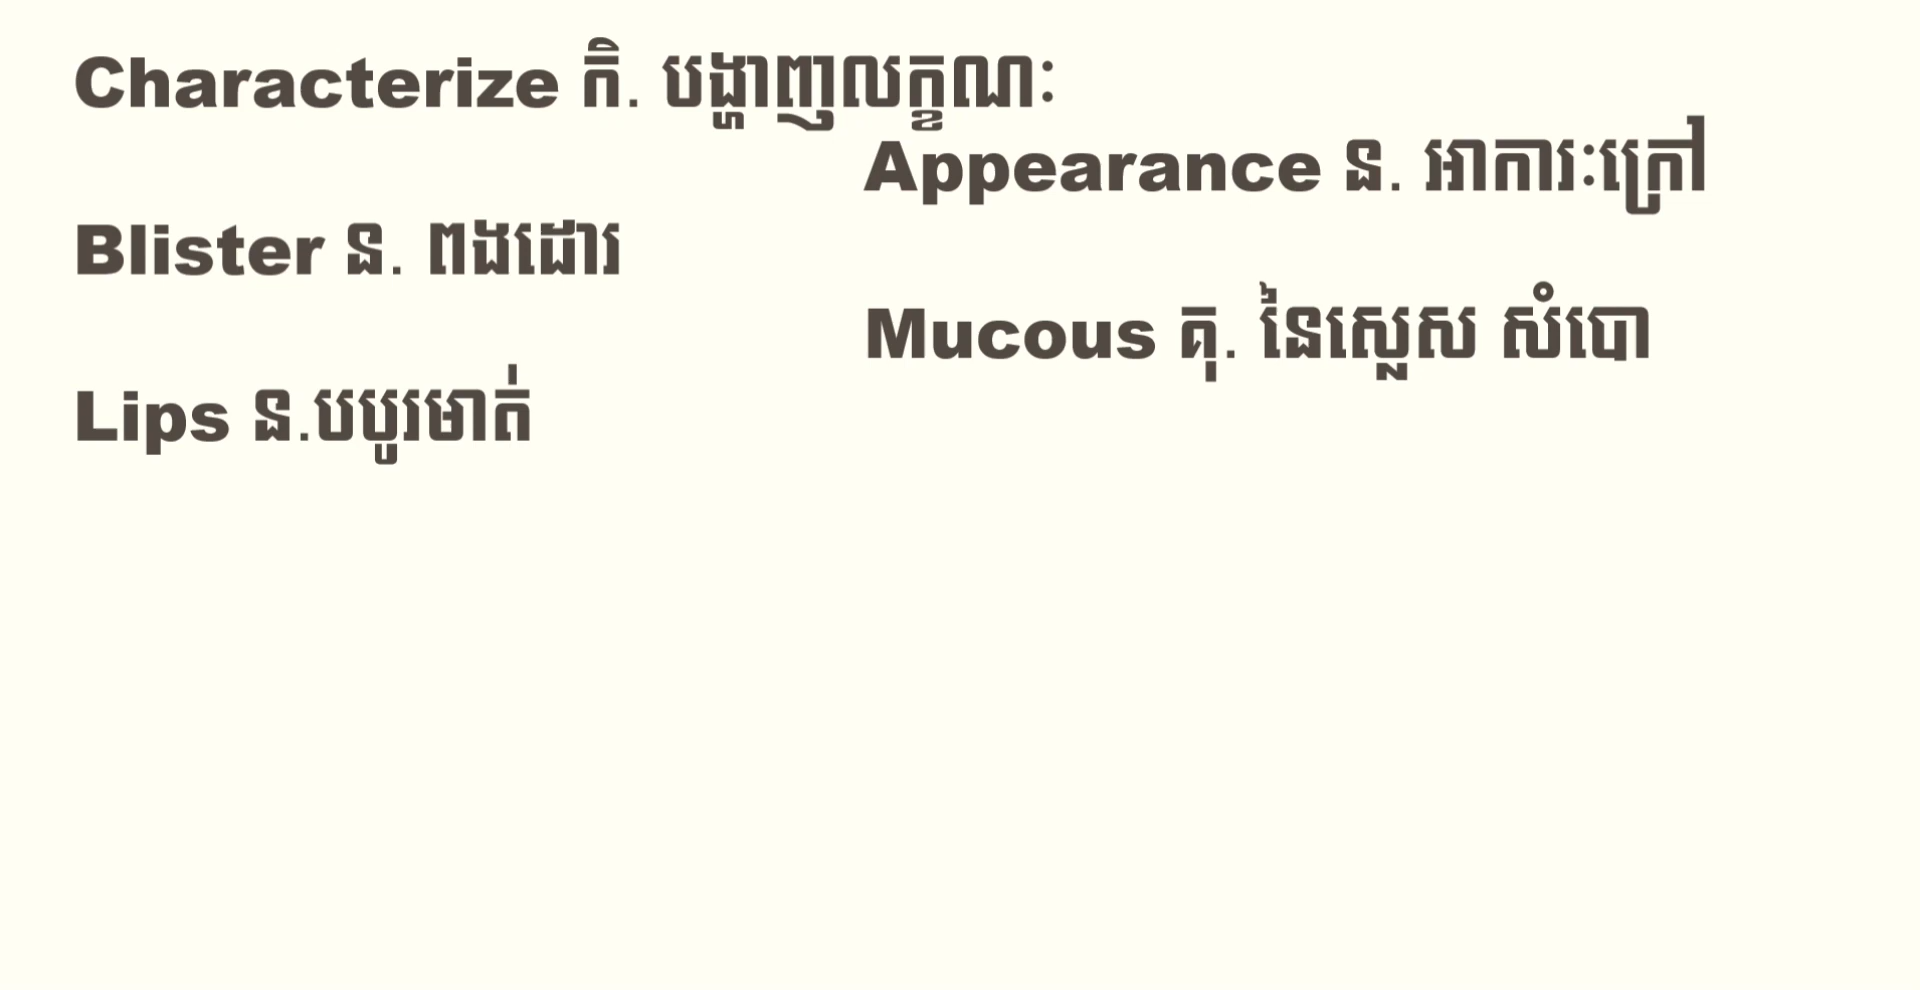 Characterize កិ. បង្ហាញលក្ខណៈ
Appearance ន. អាការៈក្រៅ
Blister ន. ពងដោរ
Mucous គុ. នៃស្លេស សំបោ
Lips ន.បបូរមាត់